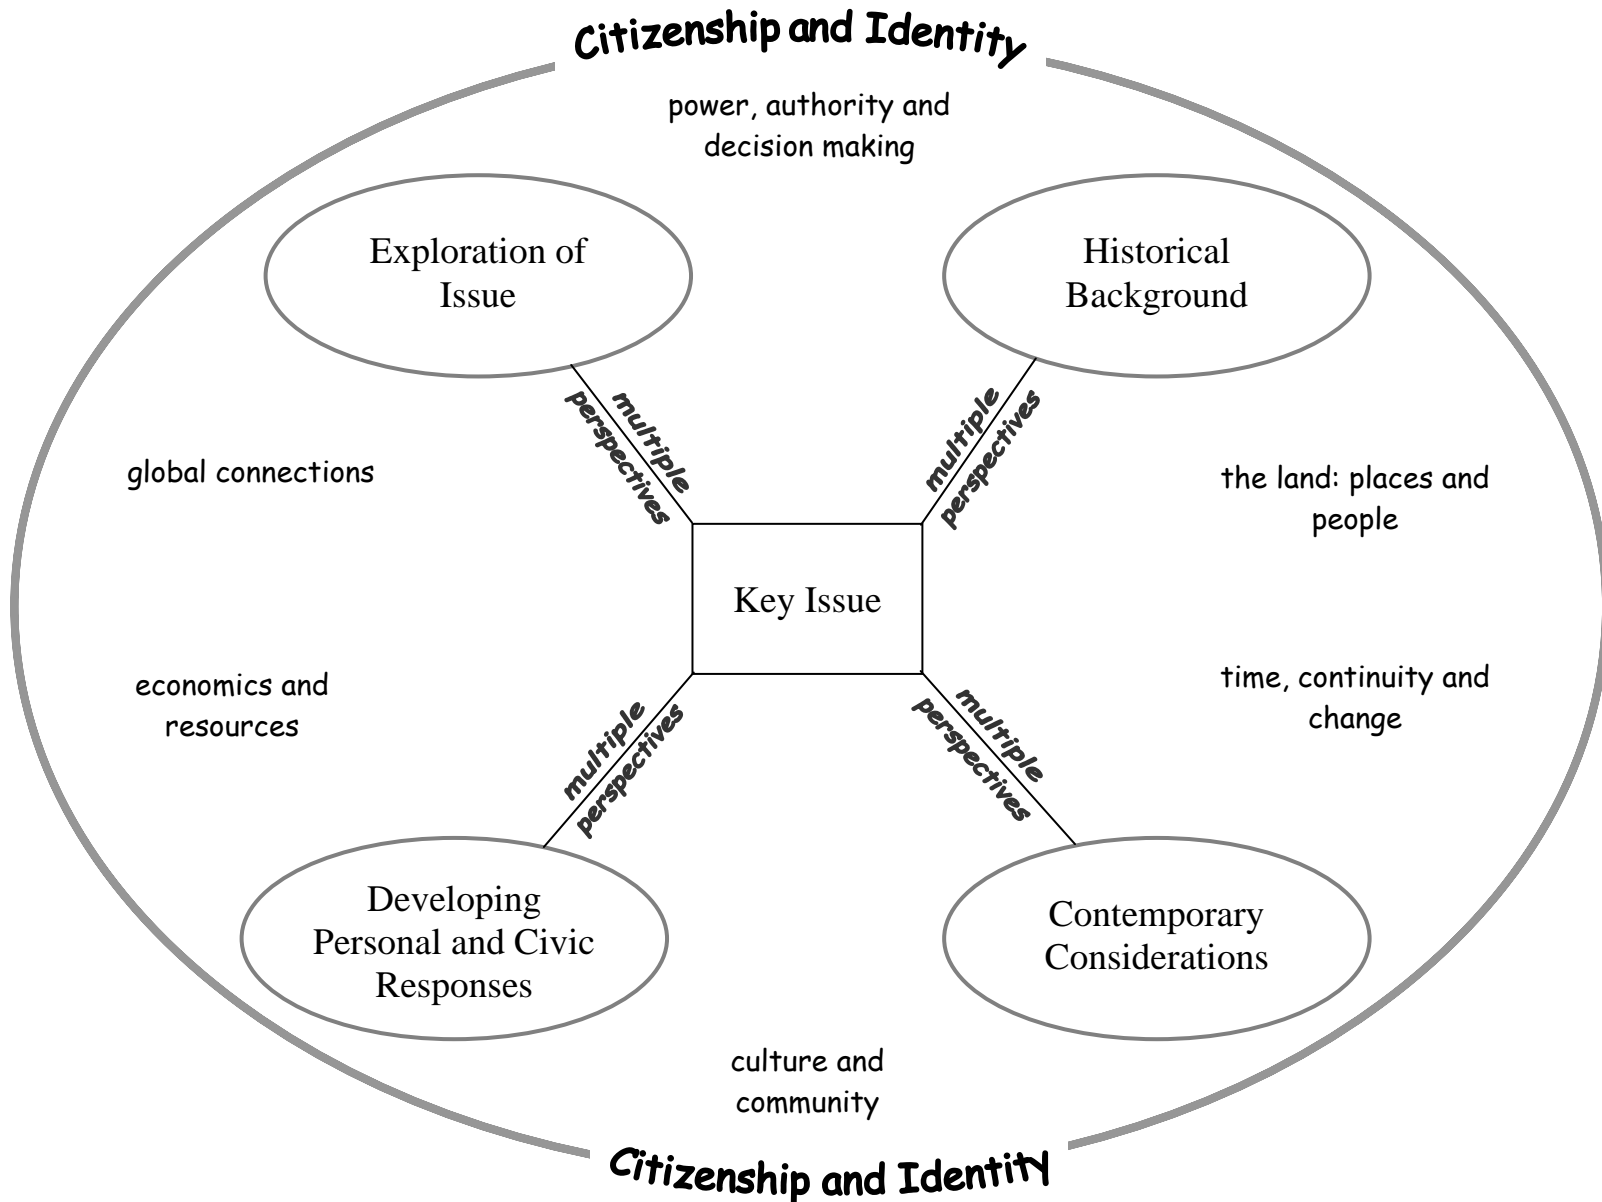 Citizenship and Identity
power, authority and
decision making
Exploration of
Issue
Historical
Background
multiple
perspectives
multiple
perspectives
global connections
the land: places and
people
Key Issue
economics and
resources
time, continuity and
change
multiple
perspectives
multiple
perspectives
Developing
Personal and Civic
Responses
Contemporary
Considerations
culture and
community
Citizenship and Identity